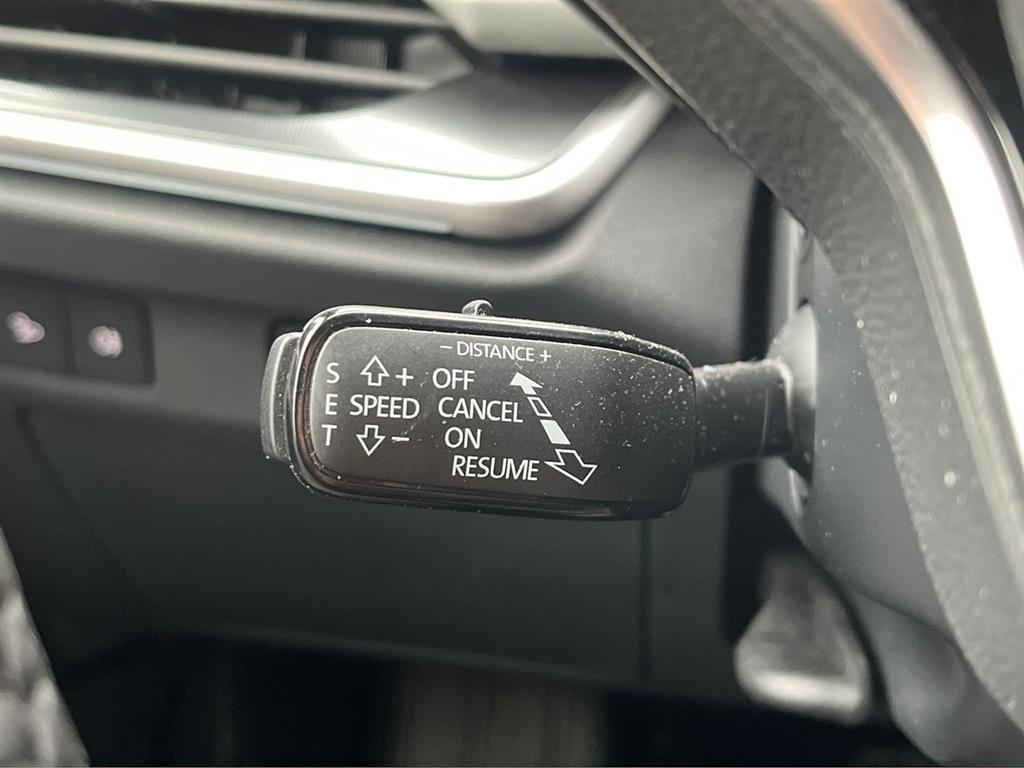 - DISTANCE +
S + OFF
E SPEED CANCEL
T - ON
RESUME